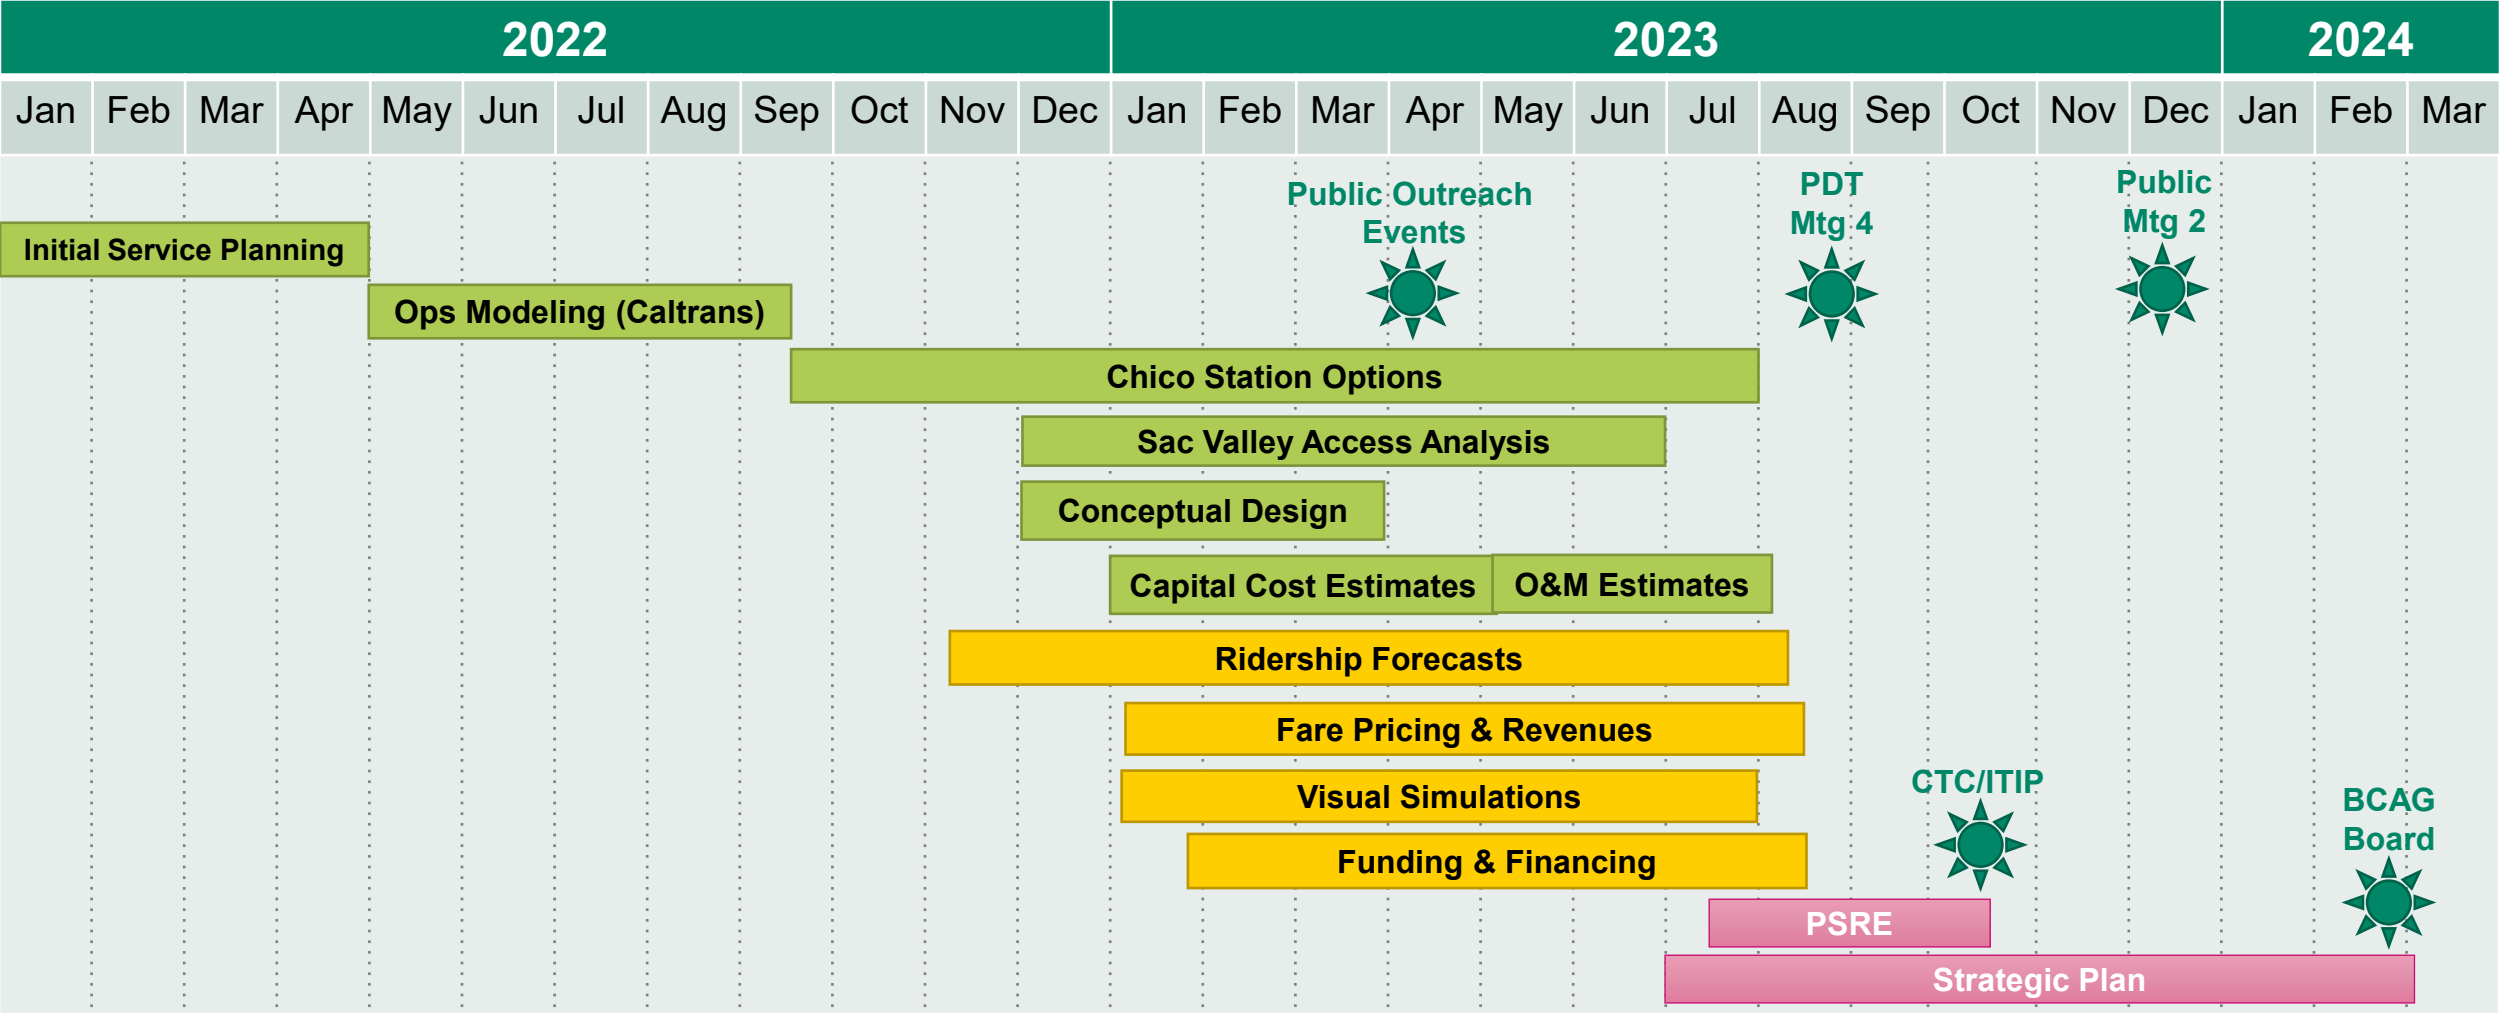 2022 2023 2024
Jan Feb Mar Apr May Jun Jul Aug Sep Oct Nov Dec Jan Feb Mar Apr May Jun Jul Aug Sep Oct Nov Dec Jan Feb Mar
Public Outreach
Events
PDT
Mtg 4
Public
Mtg 2
Initial Service Planning
Ops Modeling (Caltrans)
Chico Station Options
Sac Valley Access Analysis
Conceptual Design
Capital Cost Estimates
O&M Estimates
Ridership Forecasts
Fare Pricing & Revenues
Visual Simulations
CTC/ITIP
BCAG
Board
Funding & Financing
PSRE
Strategic Plan